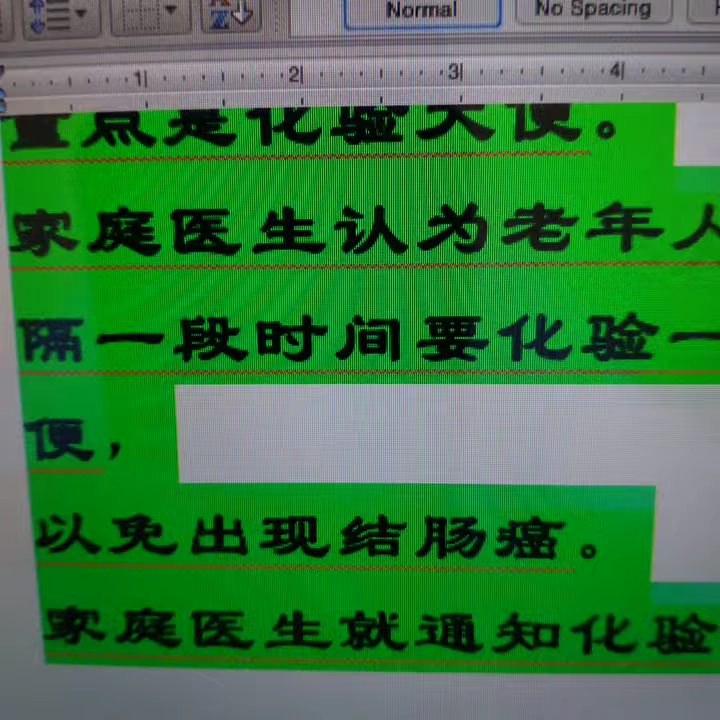 Normal No Spacing
1 2 3 4
重点是化验大便。
家庭医生认为老年人
隔一段时间要化验一
便，
以免出现结肠癌。
家庭医生就通知化验